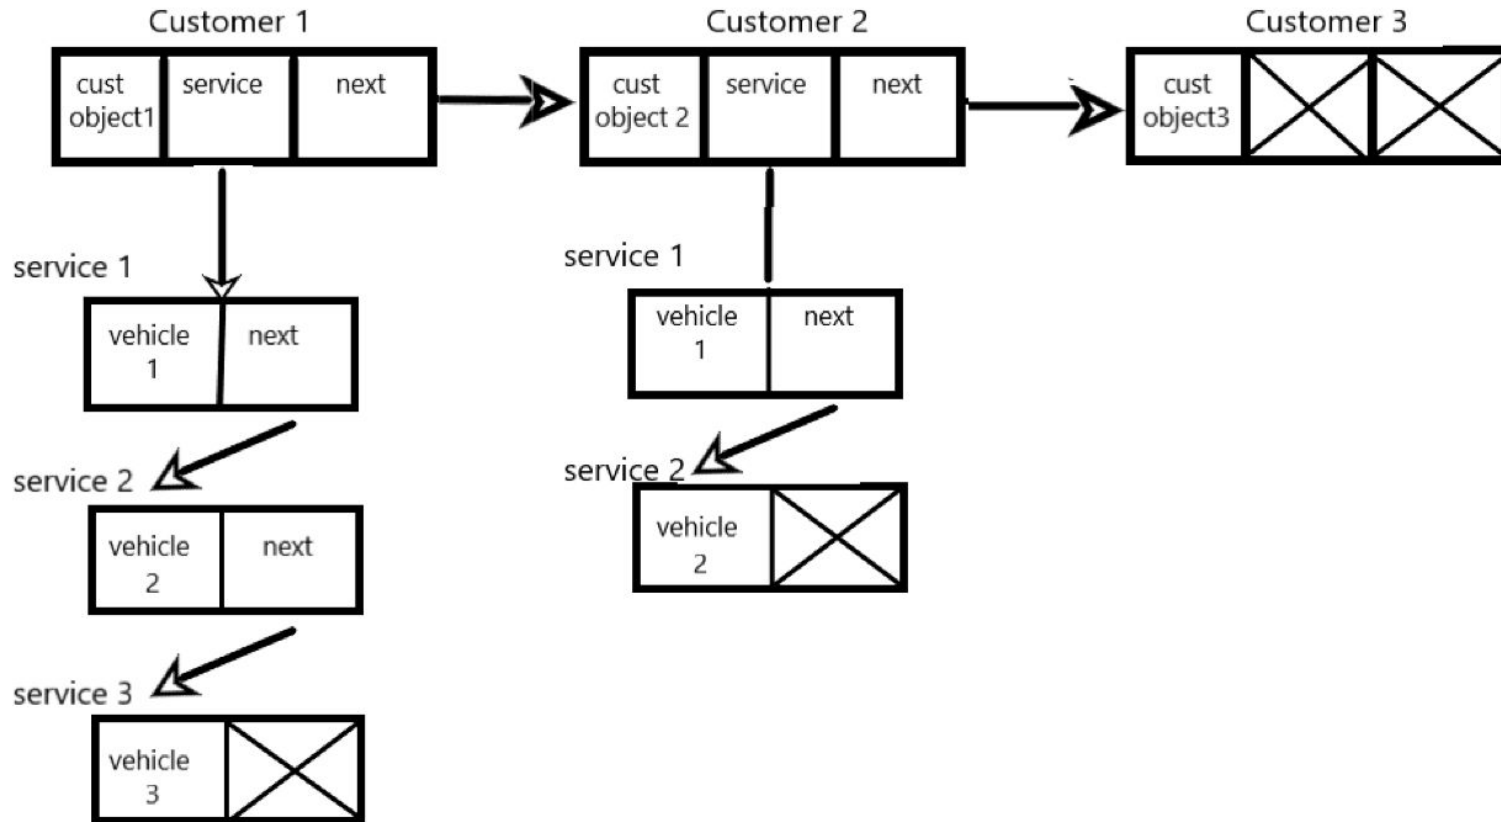 Customer 1
Customer 2
Customer 3
cust
object1
service
next
cust
object 2
service
next
cust
object3
service 1
vehicle
1
next
service 1
vehicle
1
next
service 2
vehicle
2
next
service 2
vehicle
2
service 3
vehicle
3